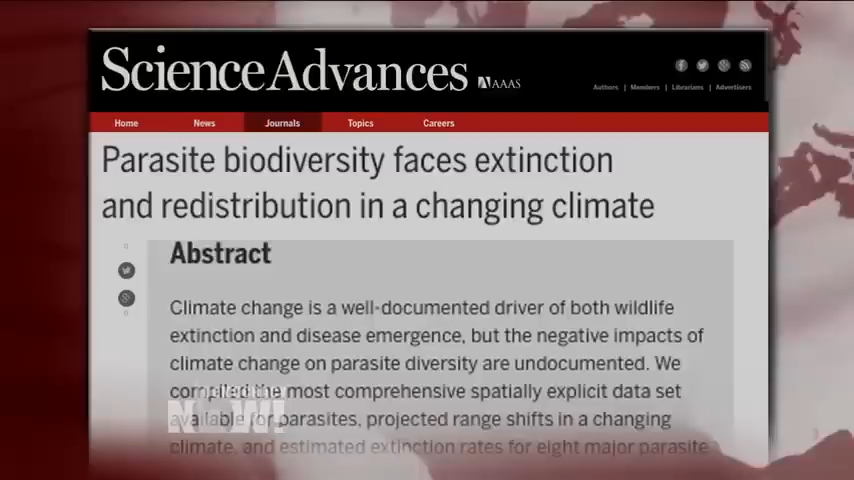 ScienceAdvances AAAS
Authors | Members | Librarians | Advertisers
Home News Journals Topics Careers
Parasite biodiversity faces extinction
and redistribution in a changing climate
0
Abstract
0
Climate change is a well-documented driver of both wildlife
extinction and disease emergence, but the negative impacts of
climate change on parasite diversity are undocumented. We
compiled the most comprehensive spatially explicit data set
available for parasites, projected range shifts in a changing
climate, and estimated extinction rates for eight major parasite